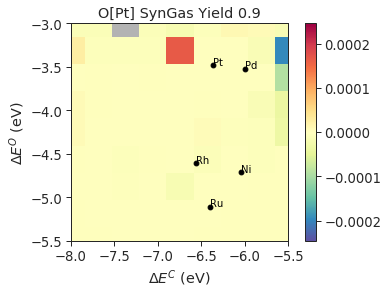 O[Pt] SynGas Yield 0.9
−3.0
−3.5
−4.0
−4.5
−5.0
−5.5
ΔE^O (eV)
Pt
Pd
Rh
Ni
Ru
−8.0 −7.5 −7.0 −6.5 −6.0 −5.5
ΔE^C (eV)
0.0002
0.0001
0.0000
−0.0001
−0.0002